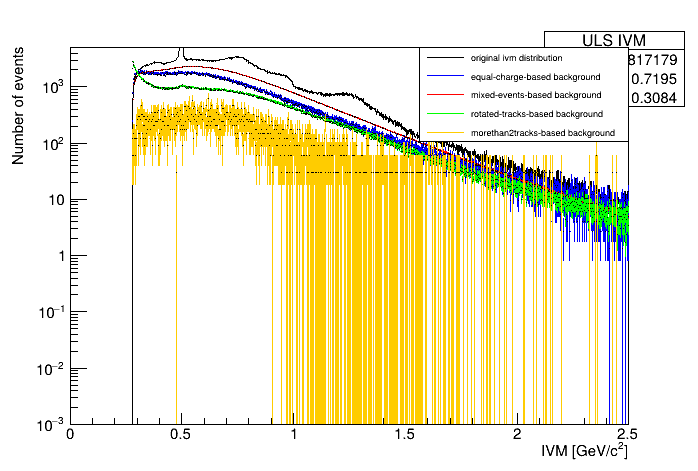 ULS IVM
817179
0.7195
0.3084
original ivm distribution
equal-charge-based background
mixed-events-based background
rotated-tracks-based background
morethan2tracks-based background
Number of events
10³
10²
10
1
10⁻¹
10⁻²
10⁻³
0 0.5 1 1.5 2 2.5
IVM [GeV/c²]